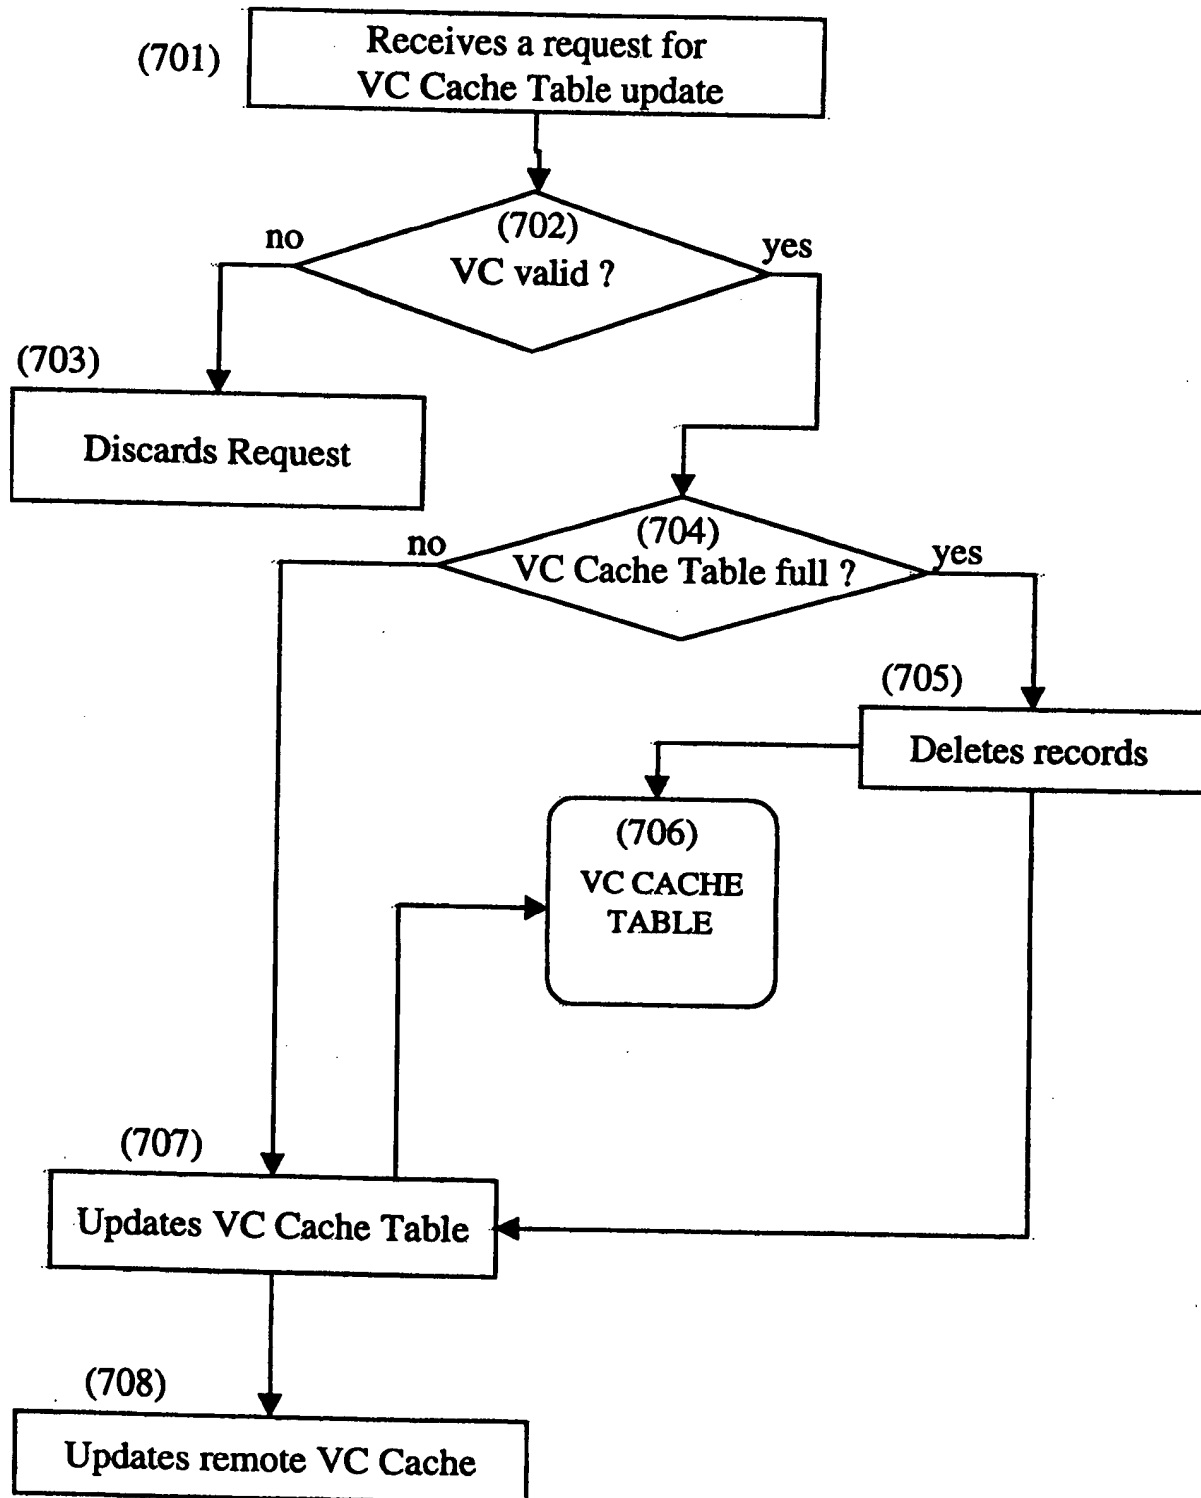 (701)
Receives a request for
VC Cache Table update
(702)
no
yes
VC valid ?
(703)
Discards Request
(704)
no
yes
VC Cache Table full ?
(705)
Deletes records
(706)
VC CACHE
TABLE
(707)
Updates VC Cache Table
(708)
Updates remote VC Cache